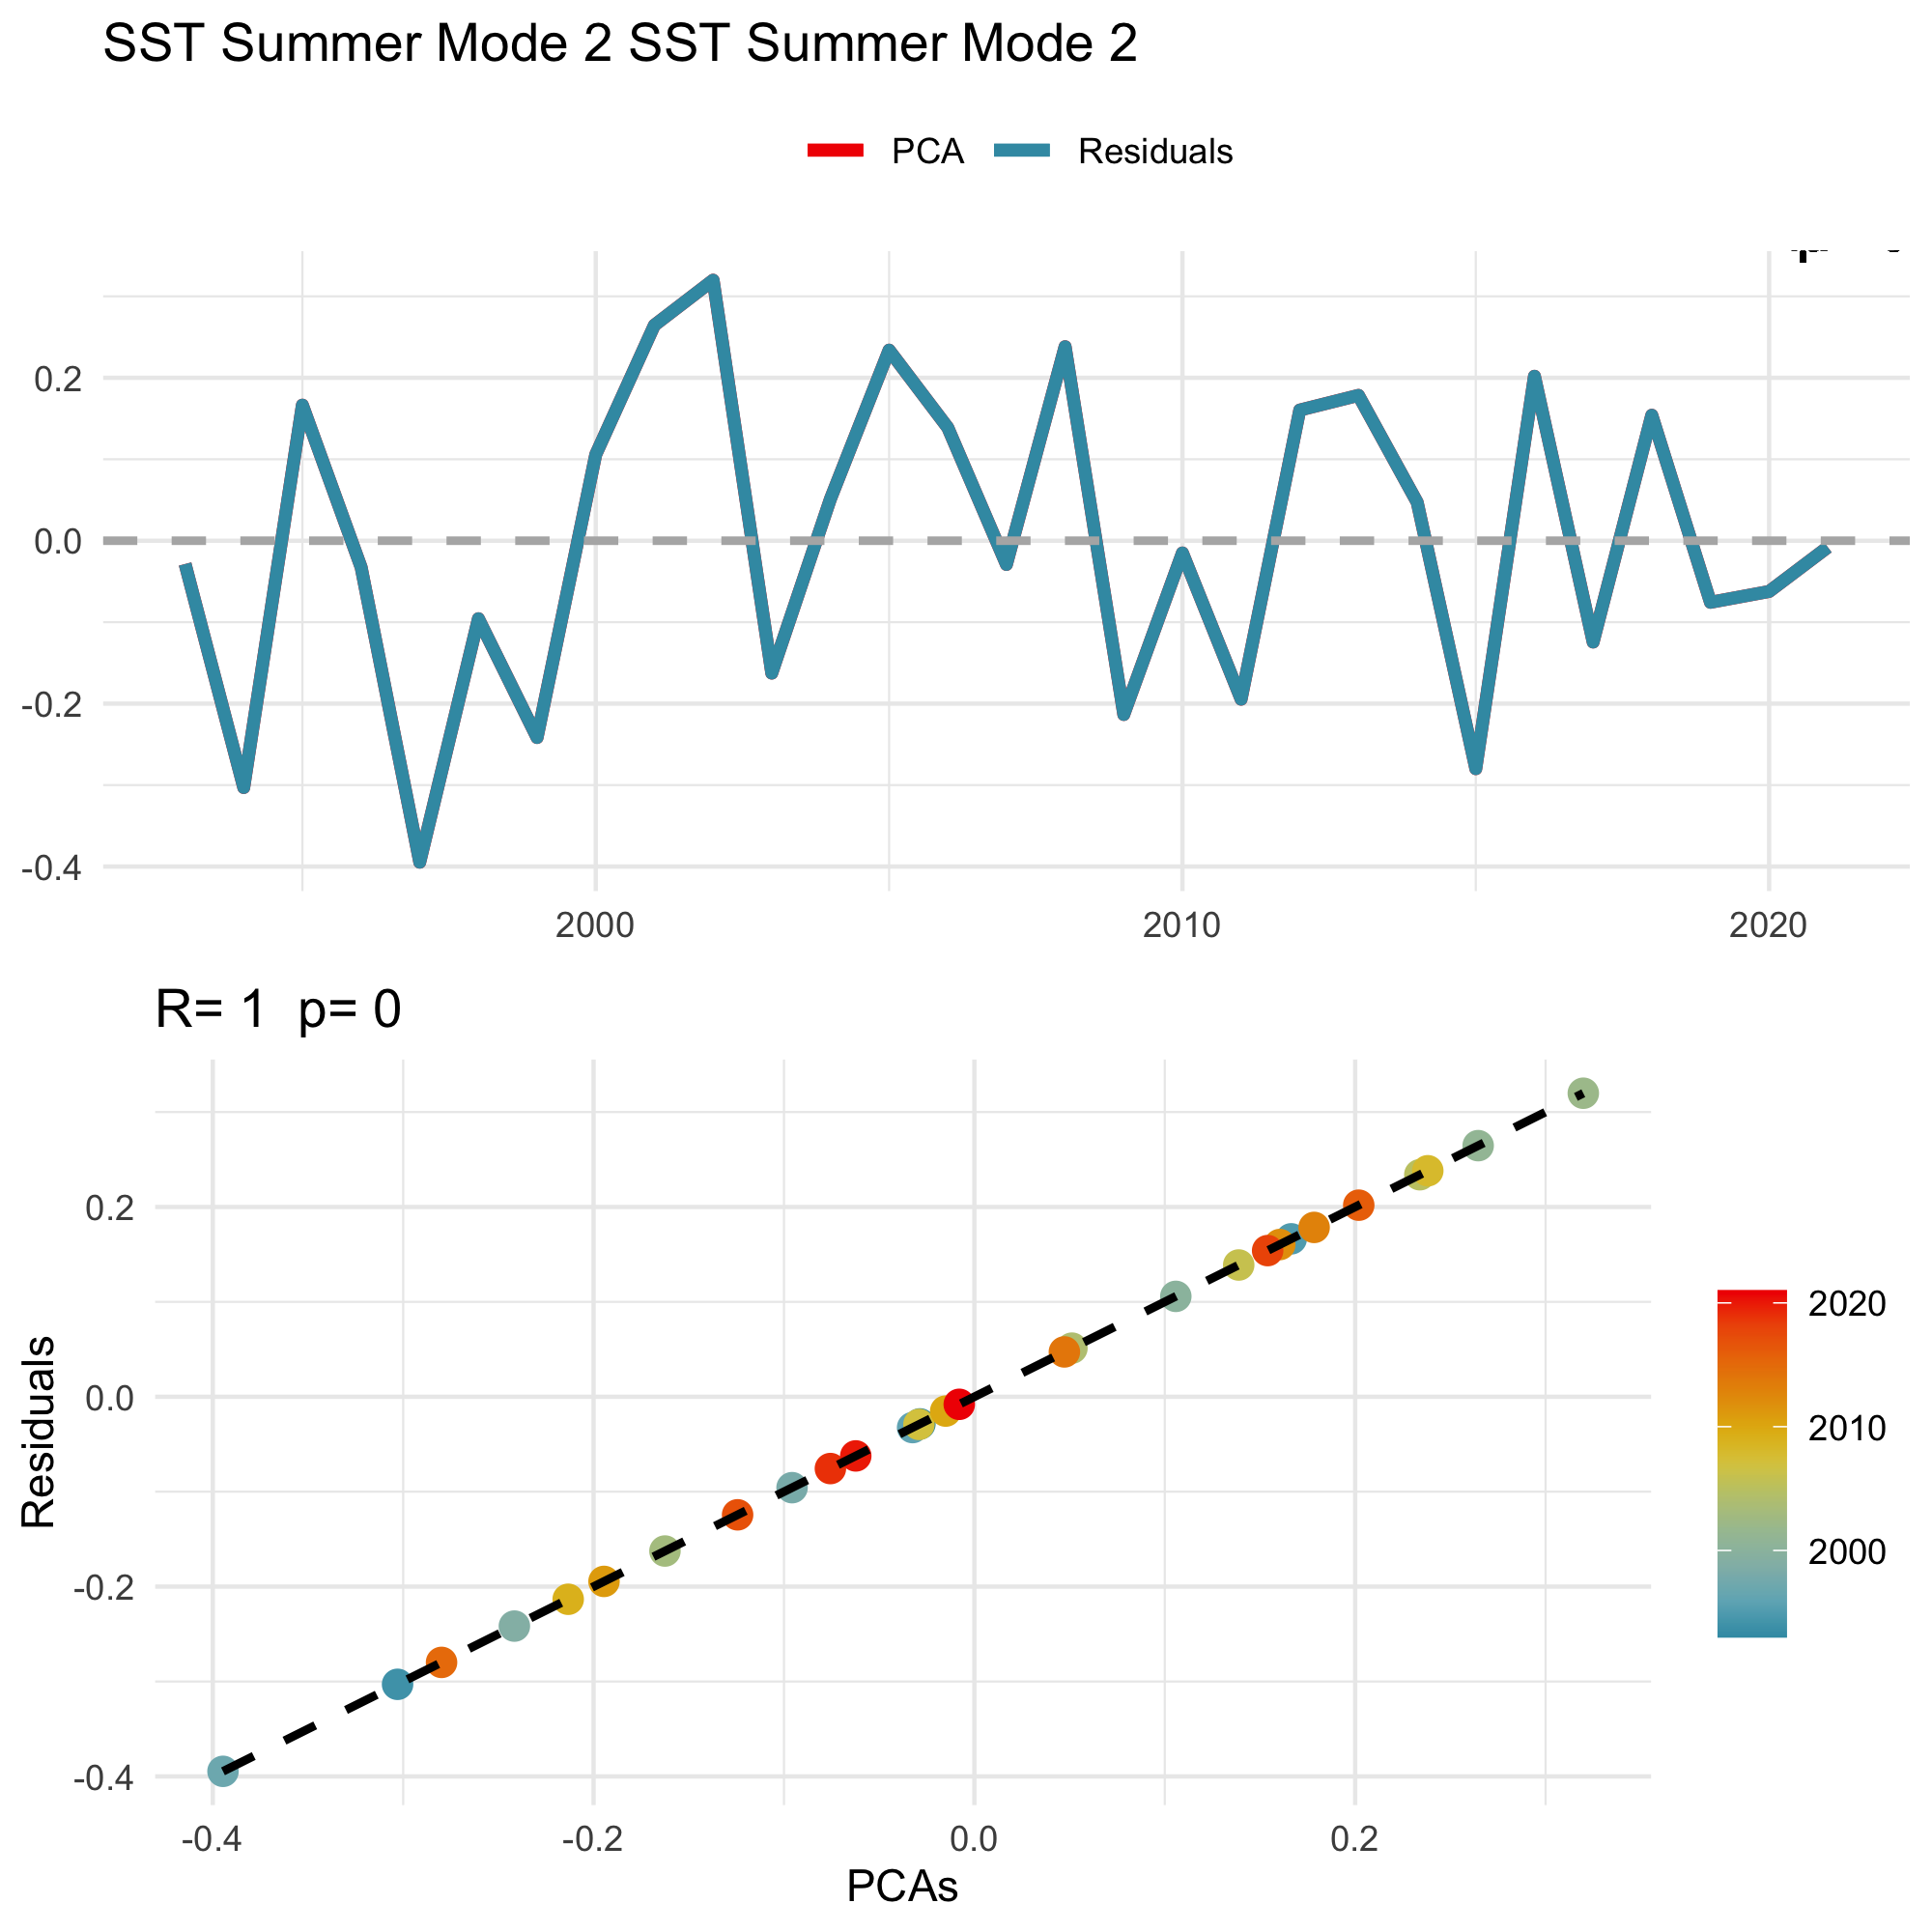 SST Summer Mode 2 SST Summer Mode 2
PCA Residuals
0.2
0.0
-0.2
-0.4
2000 2010 2020
R= 1 p= 0
Residuals
0.2
0.0
-0.2
-0.4
-0.4 -0.2 0.0 0.2
PCAs
2020
2010
2000